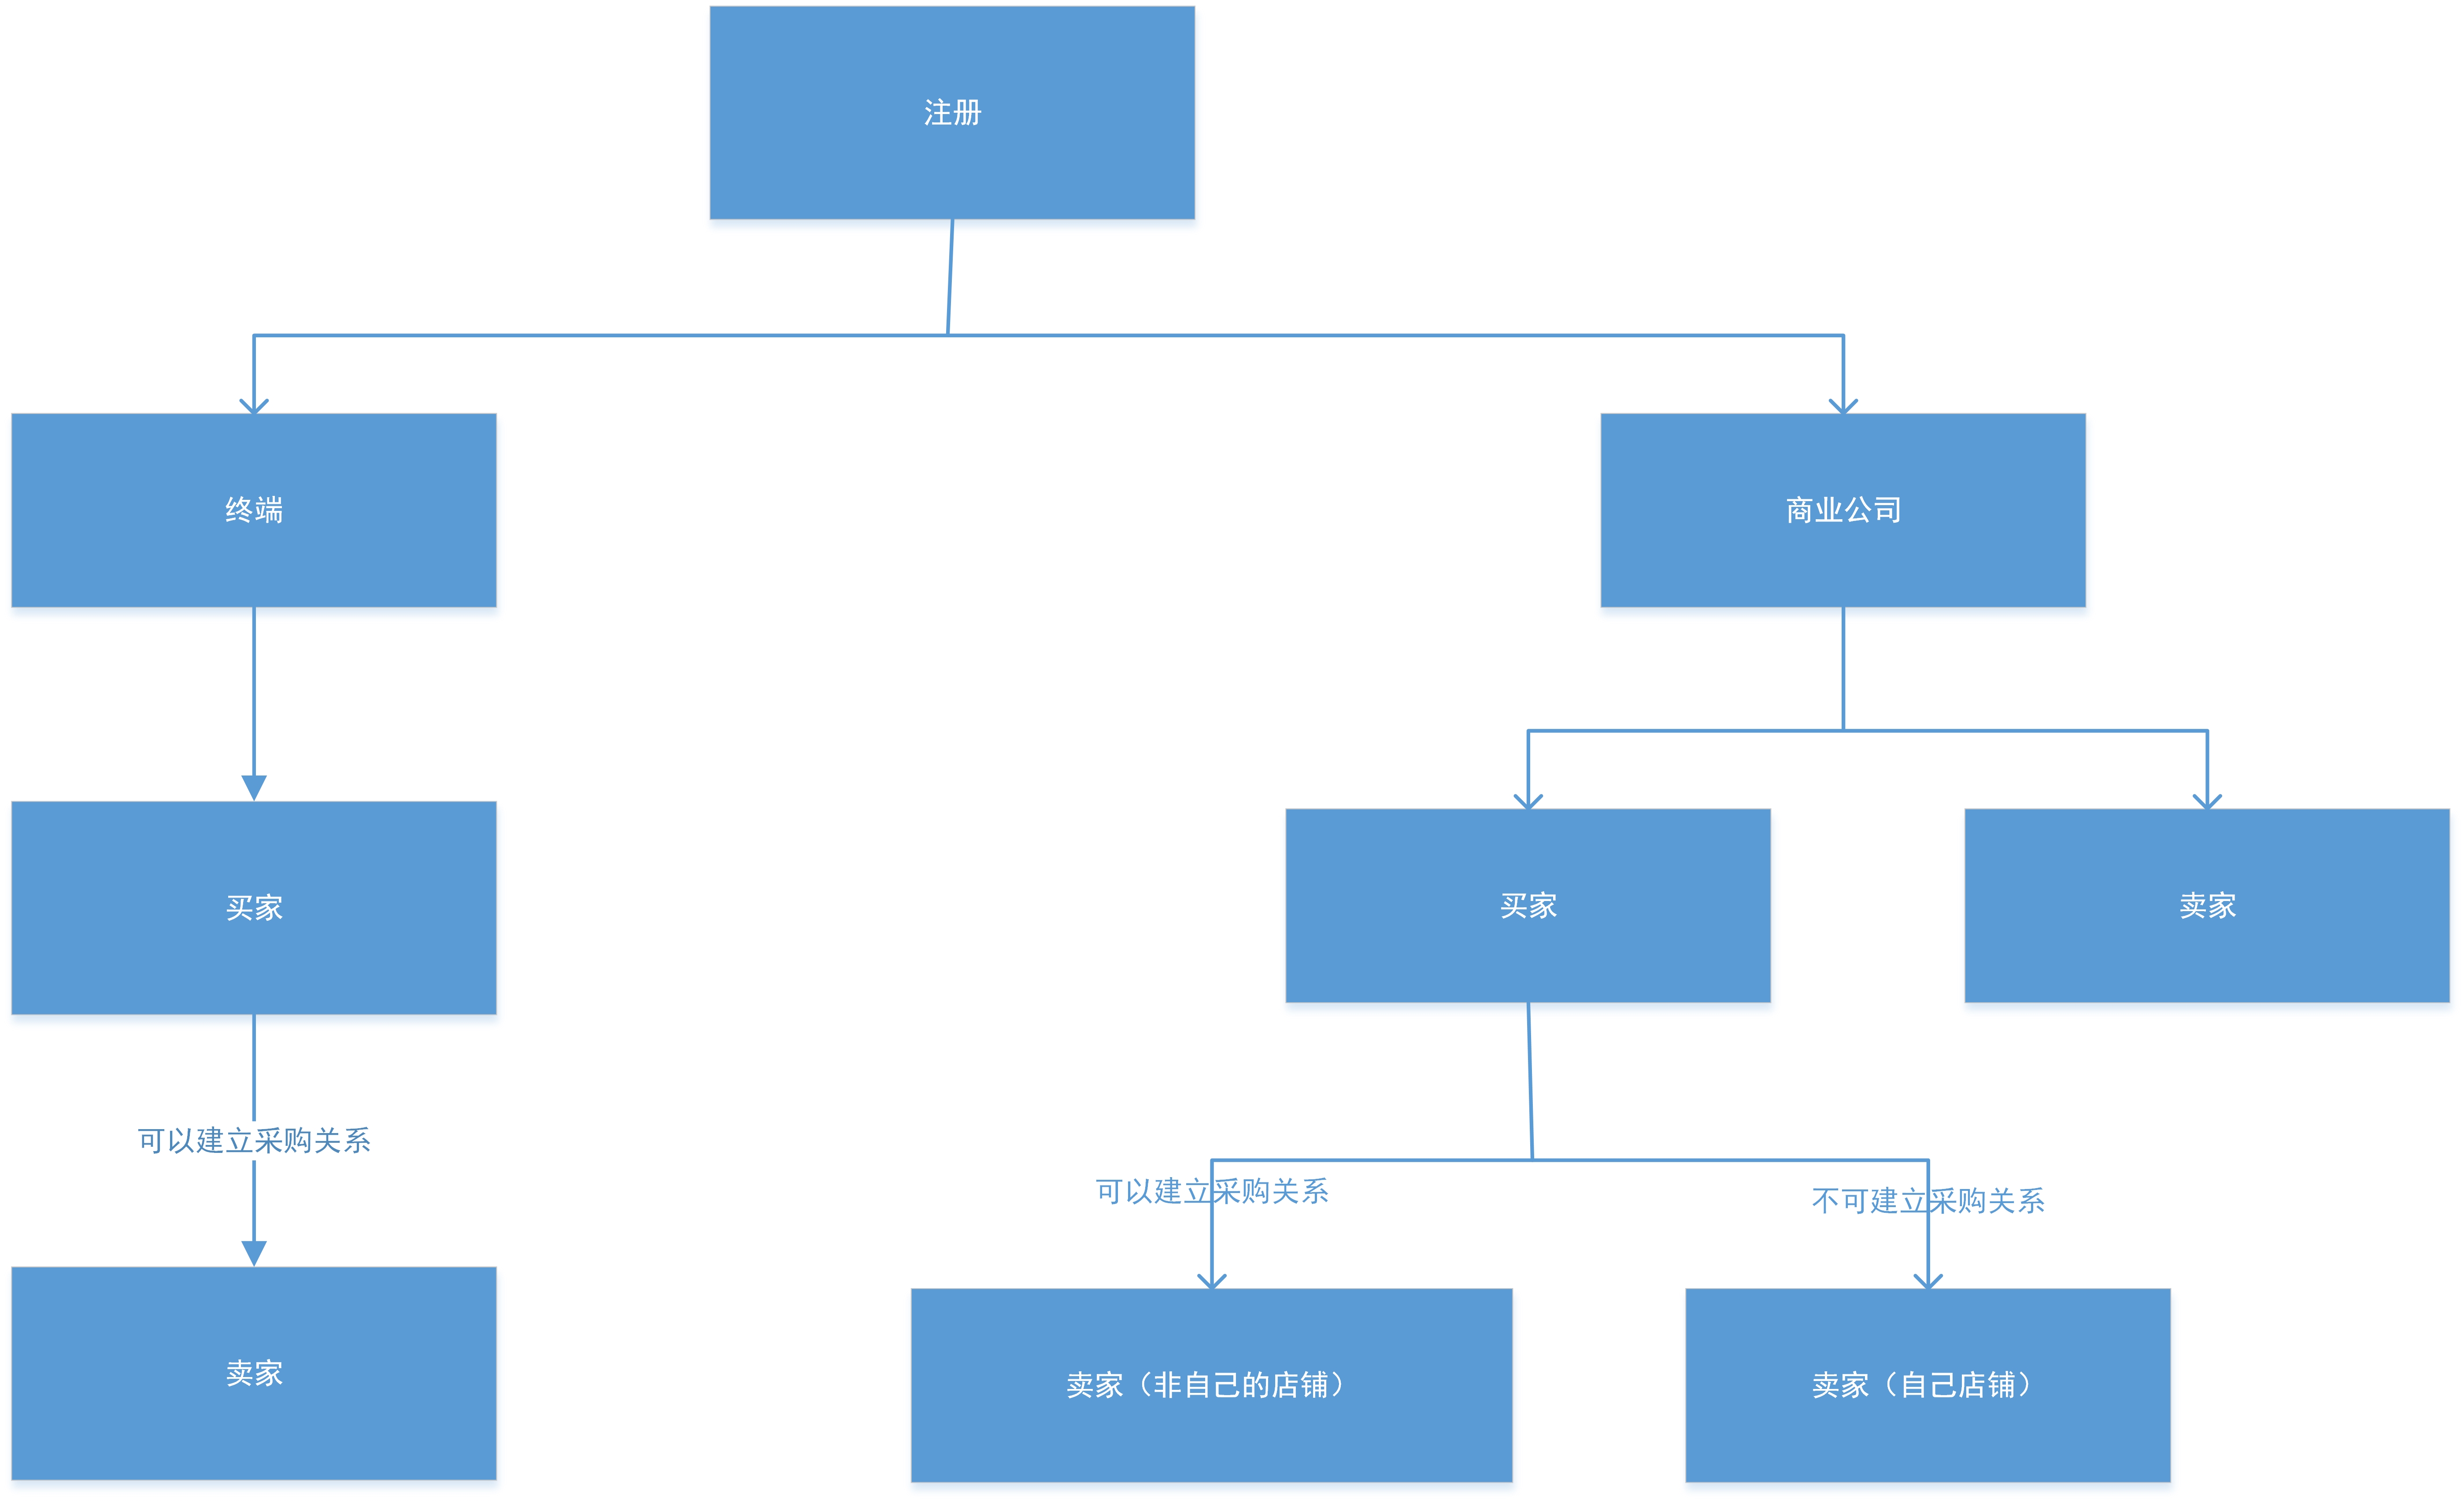 注册
终端
商业公司
买家
买家
卖家
可以建立采购关系
可以建立采购关系
不可建立采购关系
卖家
卖家（非自己的店铺）
卖家（自己店铺）